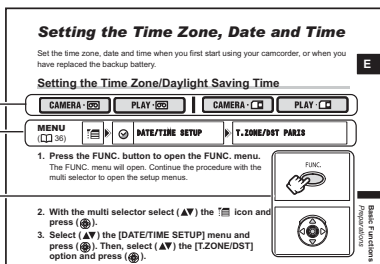 Setting the Time Zone, Date and Time
Set the time zone, date and time when you first start using your camcorder, or when you
have replaced the backup battery.
E
Setting the Time Zone/Daylight Saving Time
CAMERA · PLAY · CAMERA · PLAY ·
MENU
( 36)
DATE/TIME SETUP
T.ZONE/DST PARIS
1. Press the FUNC. button to open the FUNC. menu.
The FUNC. menu will open. Continue the procedure with the
multi selector to open the setup menus.
FUNC.
2. With the multi selector select (▲▼) the icon and
press ( ).
3. Select (▲▼) the [DATE/TIME SETUP] menu and
press ( ). Then, select (▲▼) the [T.ZONE/DST]
option and press ( ).
Basic Functions
Preparations